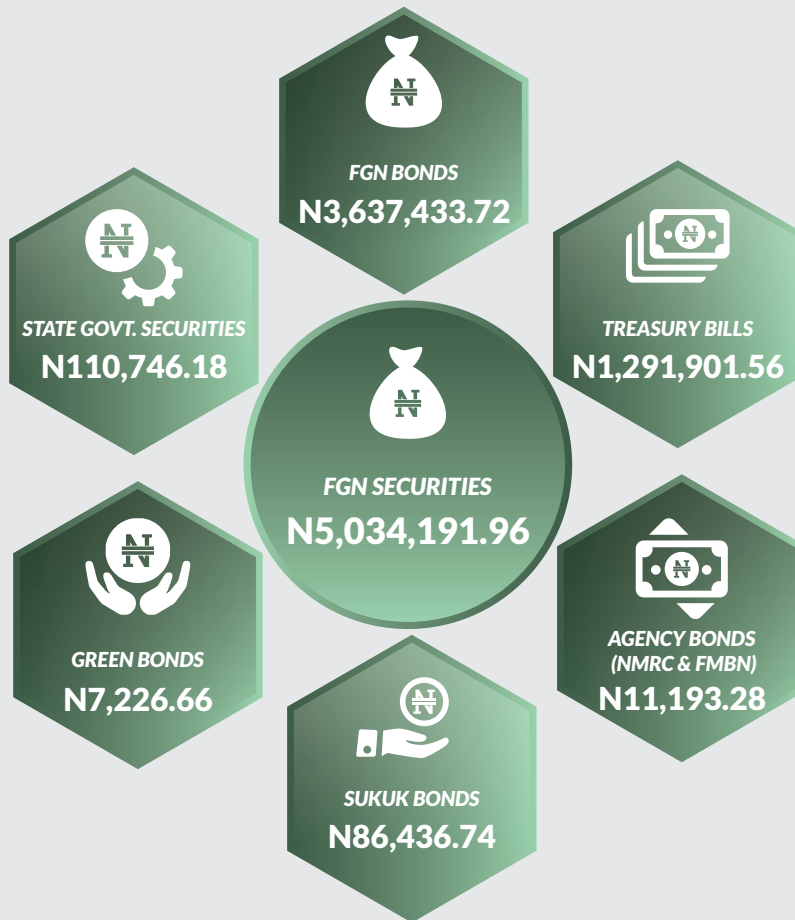 FGN BONDS
N3,637,433.72
STATE GOVT. SECURITIES
N110,746.18
TREASURY BILLS
N1,291,901.56
FGN SECURITIES
N5,034,191.96
GREEN BONDS
N7,226.66
AGENCY BONDS
(NMRC & FMBN)
N11,193.28
SUKUK BONDS
N86,436.74